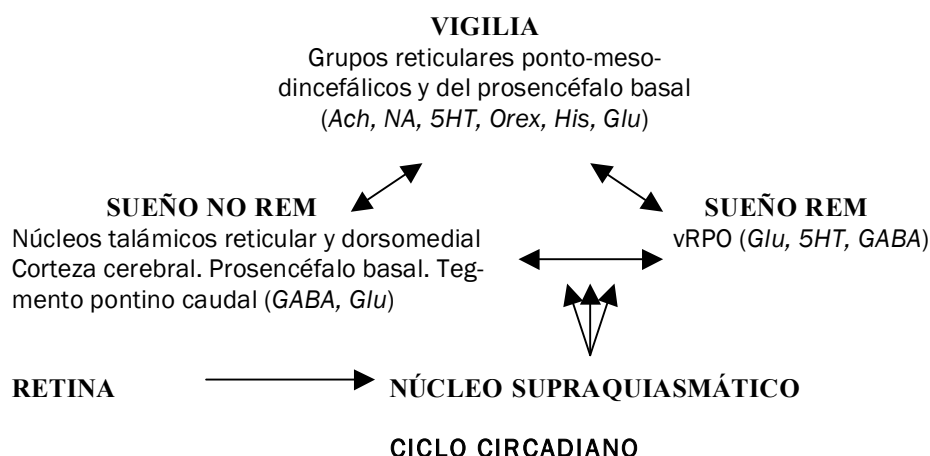 VIGILIA
Grupos reticulares ponto-meso-
dincefálicos y del prosencéfalo basal
(Ach, NA, 5HT, Orex, His, Glu)
SUEÑO NO REM
Núcleos talámicos reticular y dorsomedial
Corteza cerebral. Prosencéfalo basal. Teg-
mento pontino caudal (GABA, Glu)
SUEÑO REM
vRPO (Glu, 5HT, GABA)
RETINA
NÚCLEO SUPRAQUIASMÁTICO
CICLO CIRCADIANO